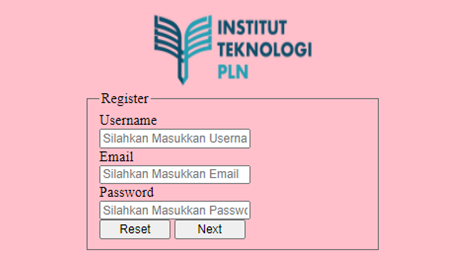 INSTITUT
TEKNOLOGI
PLN
Register
Username
Silahkan Masukkan Userna
Email
Silahkan Masukkan Email
Password
Silahkan Masukkan Passwo
Reset Next